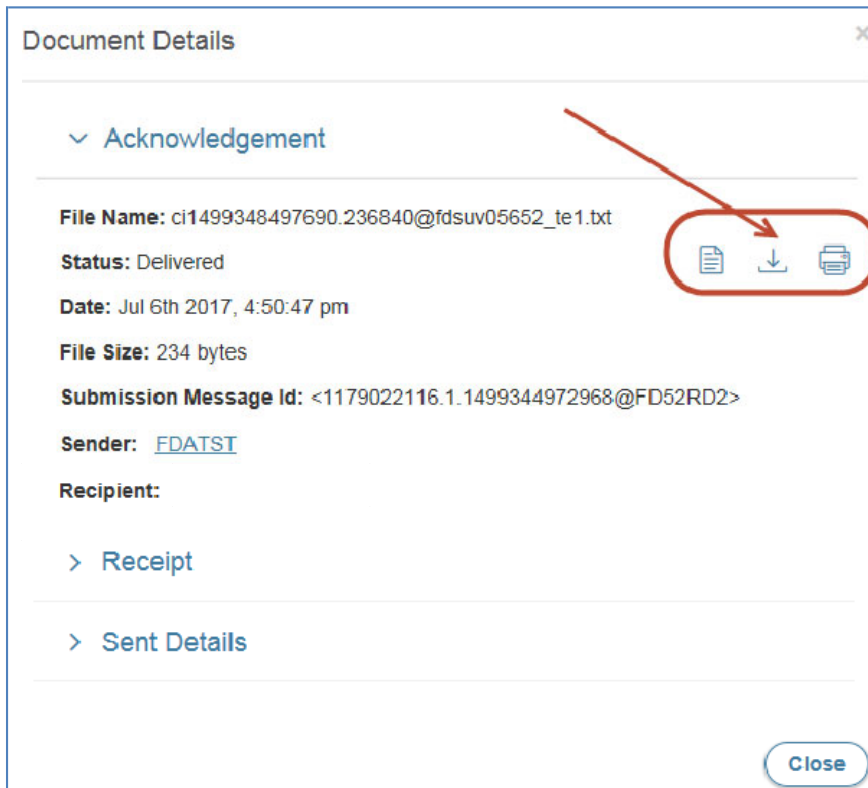 Document Details
Acknowledgement
File Name: ci1499348497690.236840@fdsuv05652_te1.txt
Status: Delivered
Date: Jul 6th 2017, 4:50:47 pm
File Size: 234 bytes
Submission Message Id: <1179022116.1.1499344972968@FD52RD2>
Sender: FDATST
Recipient:
Receipt
Sent Details
Close